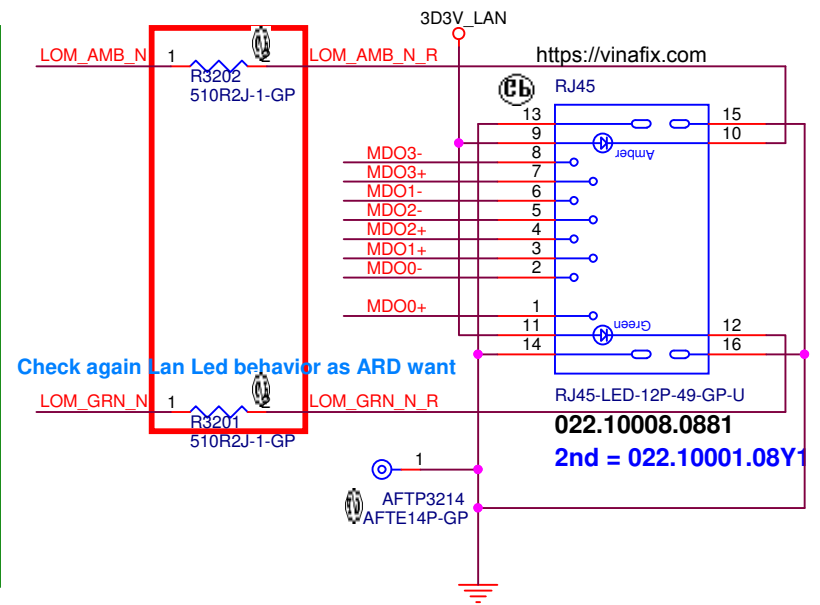 3D3V_LAN
LOM_AMB_N
1
2
LOM_AMB_N_R
https://vinafix.com
R3202
510R2J-1-GP
RJ45
13
15
9
10
Amber
MDO3-
8
MDO3+
7
MDO1-
6
MDO2-
5
MDO2+
4
MDO1+
3
MDO0-
2
MDO0+
1
11
12
Green
14
16
Check again Lan Led behavior as ARD want
RJ45-LED-12P-49-GP-U
LOM_GRN_N
1
2
LOM_GRN_N_R
R3201
510R2J-1-GP
022.10008.0881
2nd = 022.10001.08Y1
1
AFTP3214
AFTE14P-GP